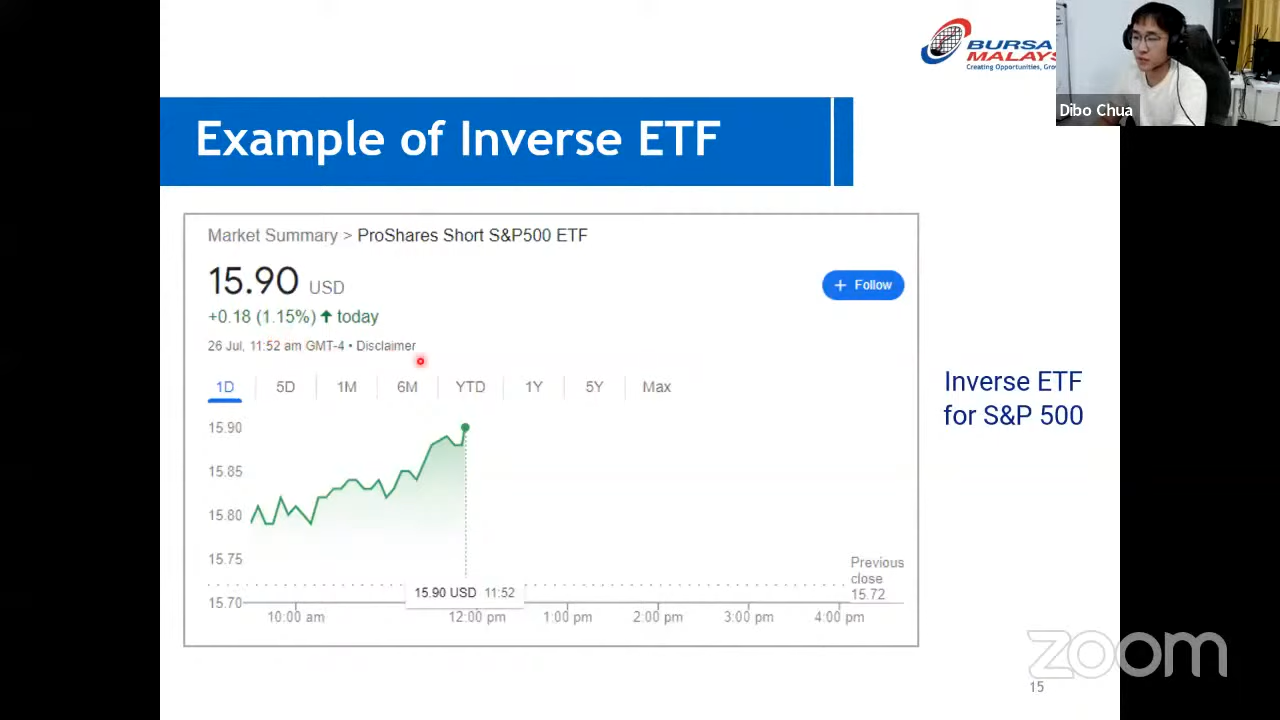 BURSA
MALAYS
Creating Opportunities, Grow
Dibo Chua
Example of Inverse ETF
Market Summary > ProShares Short S&P500 ETF
15.90 USD
+0.18 (1.15%) ↑ today
26 Jul, 11:52 am GMT-4 • Disclaimer
+ Follow
1D 5D 1M 6M YTD 1Y 5Y Max
15.90
15.85
15.80
15.75
15.70
Previous
close
15.72
15.90 USD 11:52
10:00 am 12:00 pm 1:00 pm 2:00 pm 3:00 pm 4:00 pm
Inverse ETF
for S&P 500
zoom
15